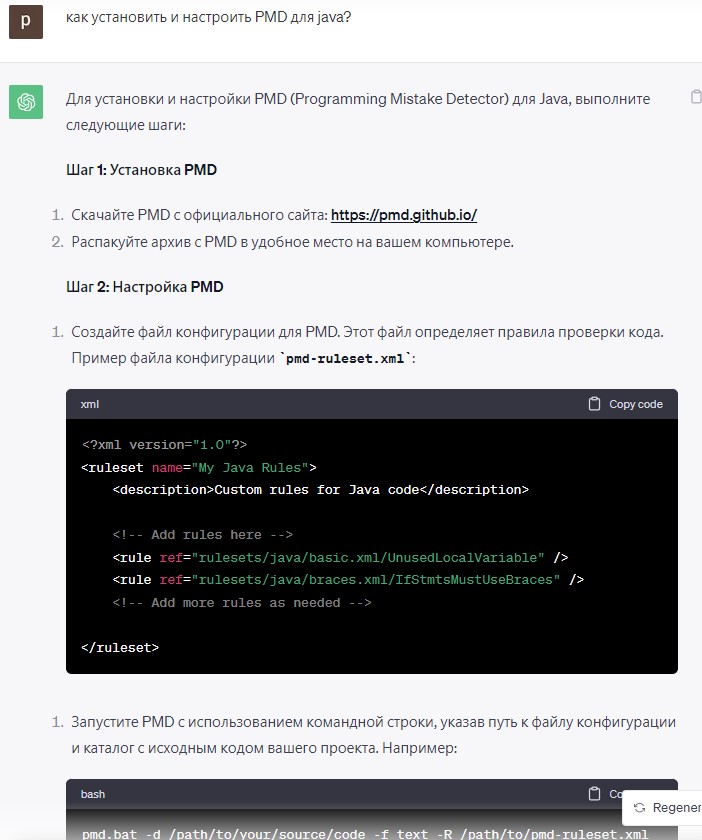 p
как установить и настроить PMD для java?
Для установки и настройки PMD (Programming Mistake Detector) для Java, выполните
следующие шаги:
Шаг 1: Установка PMD
1. Скачайте PMD с официального сайта: https://pmd.github.io/
2. Распакуйте архив с PMD в удобное место на вашем компьютере.
Шаг 2: Настройка PMD
1. Создайте файл конфигурации для PMD. Этот файл определяет правила проверки кода.
Пример файла конфигурации `pmd-ruleset.xml`:
xml
Copy code
<?xml version="1.0"?>
<ruleset name="My Java Rules">
    <description>Custom rules for Java code</description>
    <!-- Add rules here -->
    <rule ref="rulesets/java/basic.xml/UnusedLocalVariable" />
    <rule ref="rulesets/java/braces.xml/IfStmtsMustUseBraces" />
    <!-- Add more rules as needed -->
</ruleset>
1. Запустите PMD с использованием командной строки, указав путь к файлу конфигурации
и каталог с исходным кодом вашего проекта. Например:
bash
Co
Regener
pmd.bat -d /path/to/your/source/code -f text -R /path/to/pmd-ruleset.xml